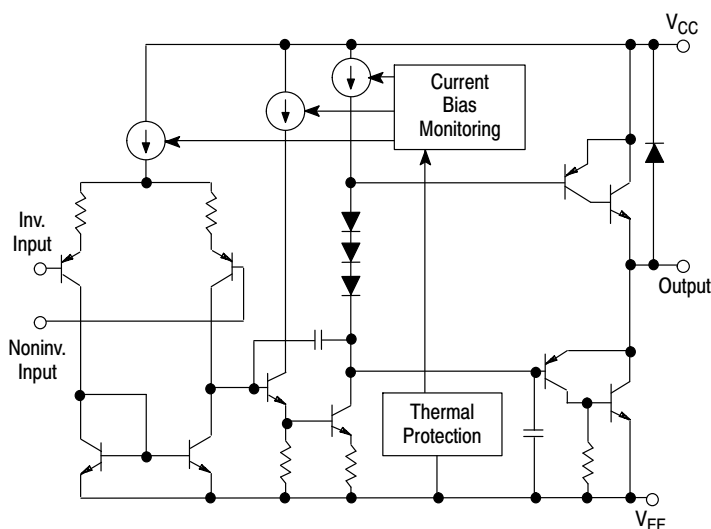 VCC
Current
Bias
Monitoring
Inv.
Input
Output
Noninv.
Input
Thermal
Protection
VEE